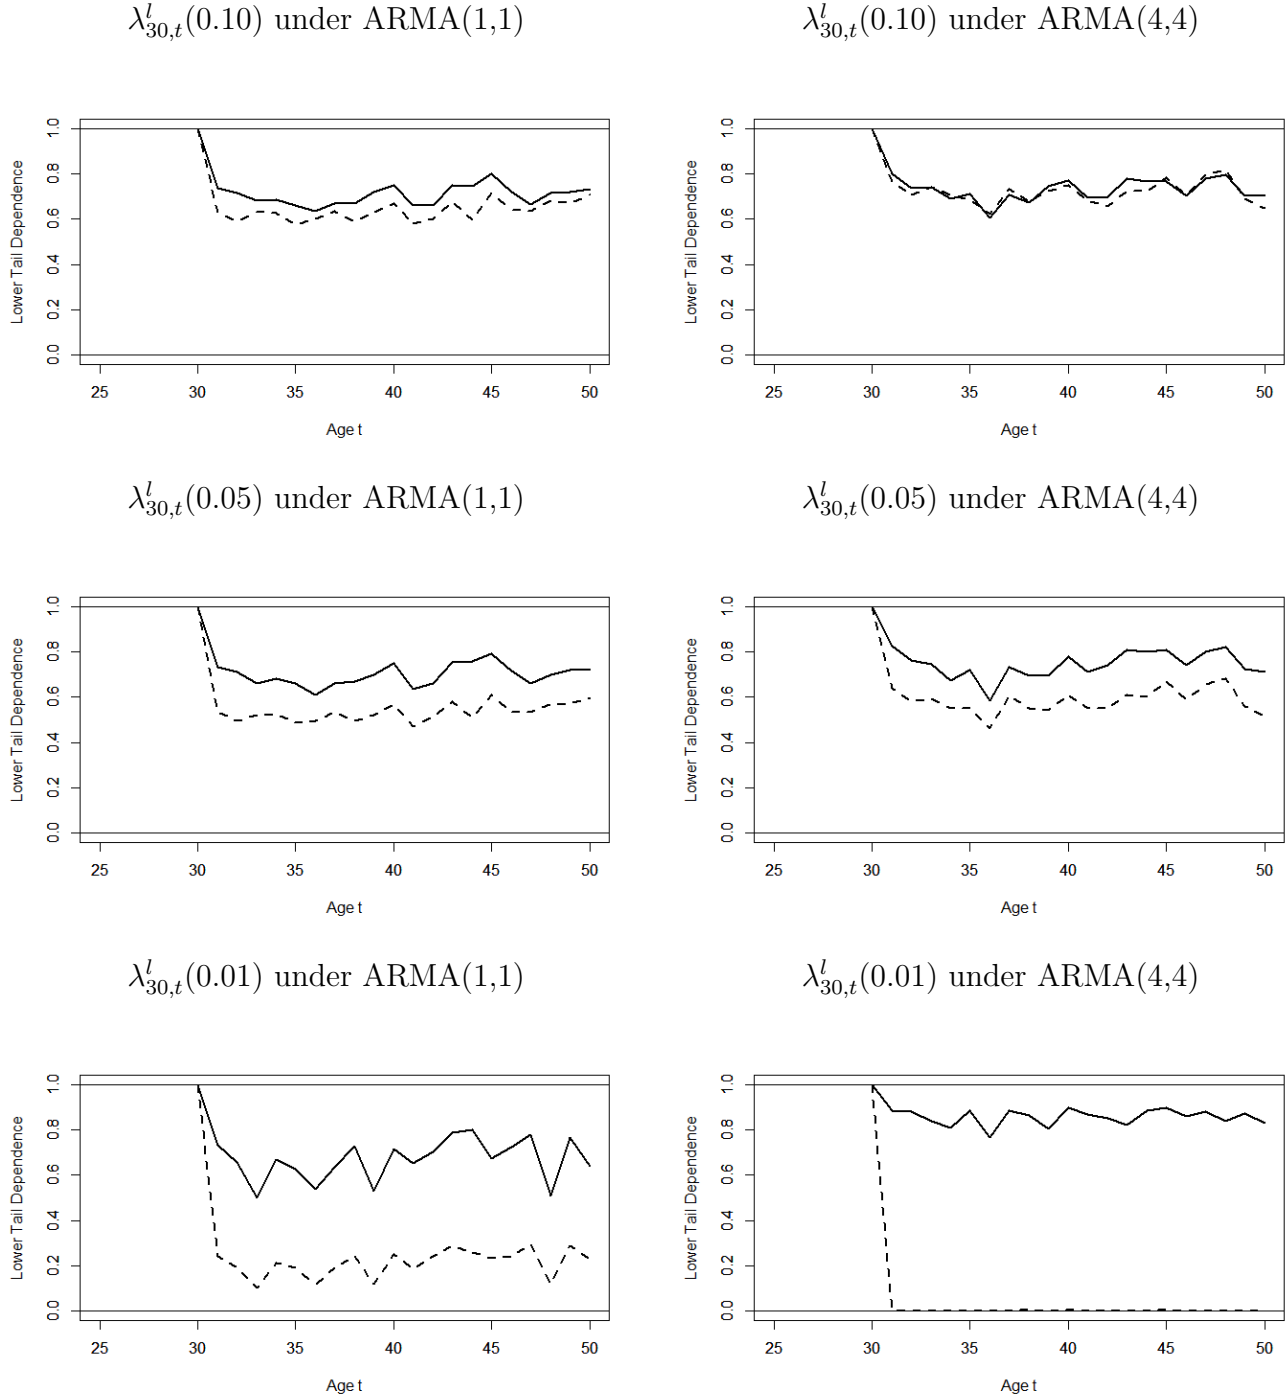 λ^l_{30,t}(0.10) under ARMA(1,1)
Lower Tail Dependence
1.0
0.8
0.6
0.4
0.2
0.0
25 30 35 40 45 50
Age t
λ^l_{30,t}(0.10) under ARMA(4,4)
Lower Tail Dependence
1.0
0.8
0.6
0.4
0.2
0.0
25 30 35 40 45 50
Age t
λ^l_{30,t}(0.05) under ARMA(1,1)
Lower Tail Dependence
1.0
0.8
0.6
0.4
0.2
0.0
25 30 35 40 45 50
Age t
λ^l_{30,t}(0.05) under ARMA(4,4)
Lower Tail Dependence
1.0
0.8
0.6
0.4
0.2
0.0
25 30 35 40 45 50
Age t
λ^l_{30,t}(0.01) under ARMA(1,1)
Lower Tail Dependence
1.0
0.8
0.6
0.4
0.2
0.0
25 30 35 40 45 50
Age t
λ^l_{30,t}(0.01) under ARMA(4,4)
Lower Tail Dependence
1.0
0.8
0.6
0.4
0.2
0.0
25 30 35 40 45 50
Age t